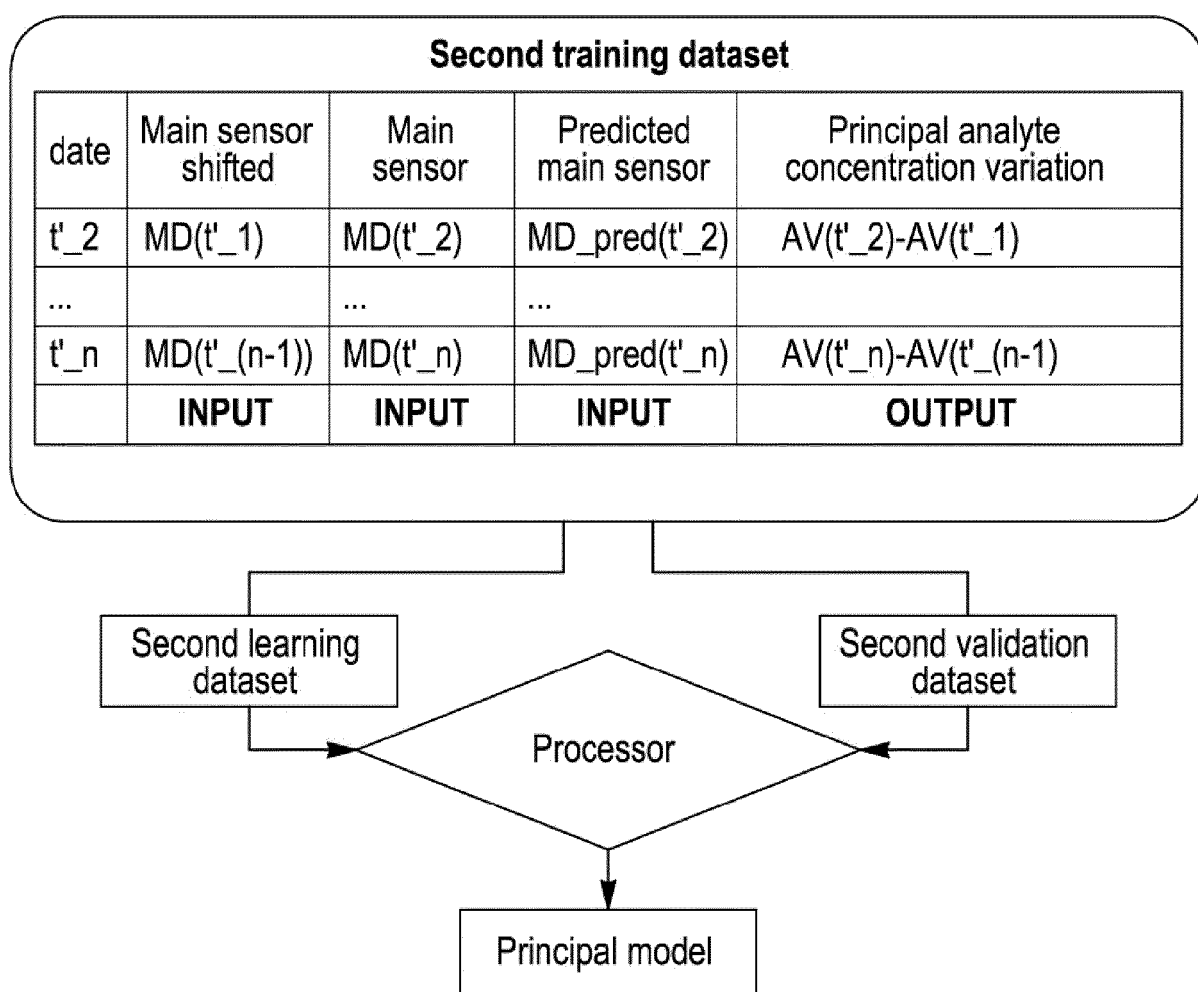 Second training dataset
date Main sensor shifted Main sensor Predicted main sensor Principal analyte concentration variation
t'_2 MD(t'_1) MD(t'_2) MD_pred(t'_2) AV(t'_2)-AV(t'_1)
... ... ...
t'_n MD(t'_(n-1)) MD(t'_n) MD_pred(t'_n) AV(t'_n)-AV(t'_(n-1)
INPUT INPUT INPUT OUTPUT
Second learning
dataset
Second validation
dataset
Processor
Principal model